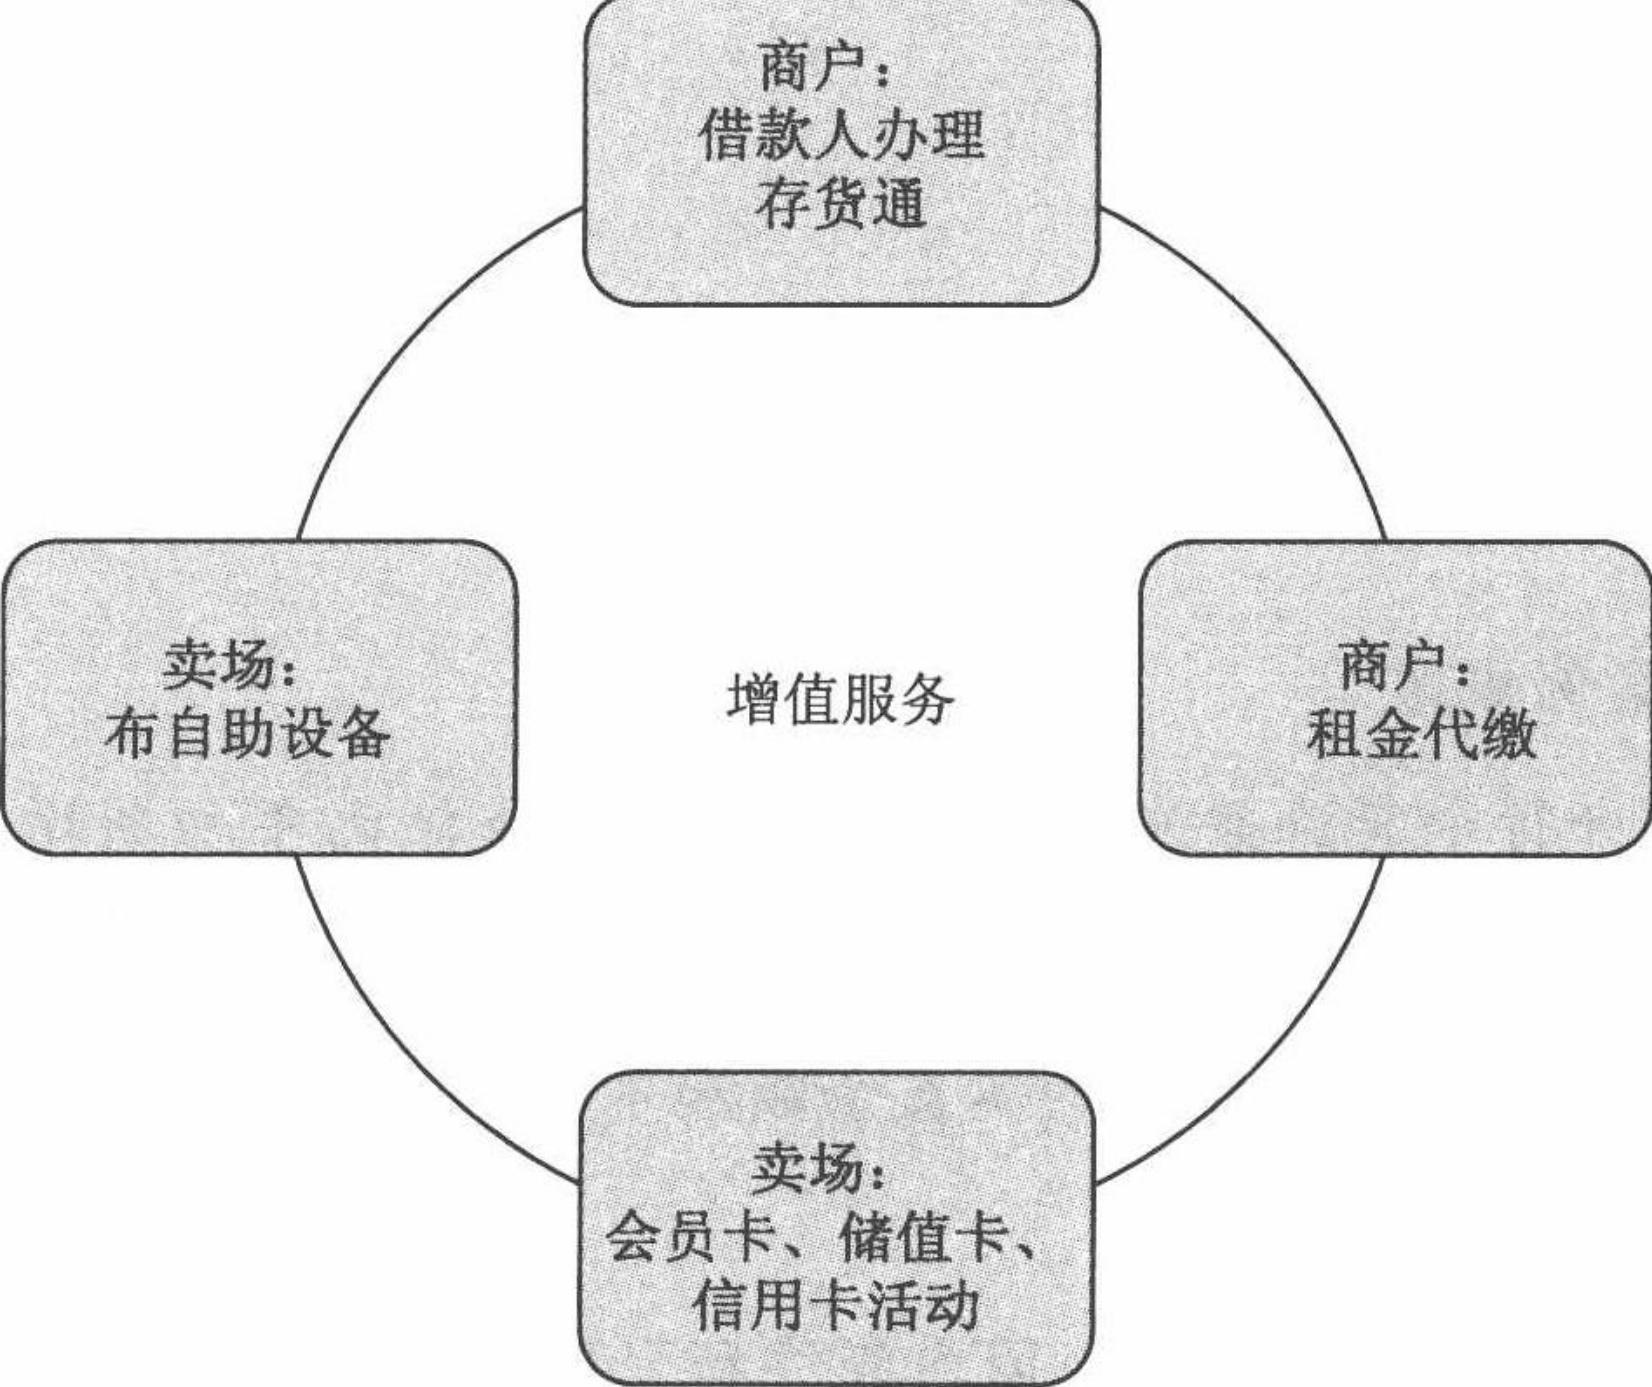 商户：
借款人办理
存货通
卖场：
布自助设备
增值服务
商户：
租金代缴
卖场：
会员卡、储值卡、
信用卡活动